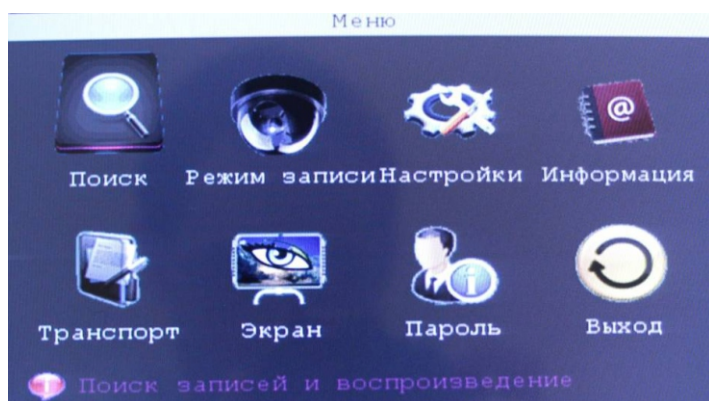 Меню
Поиск Режим записи Настройки Информация
@
Транспорт Экран Пароль Выход
Поиск записей и воспроизведение